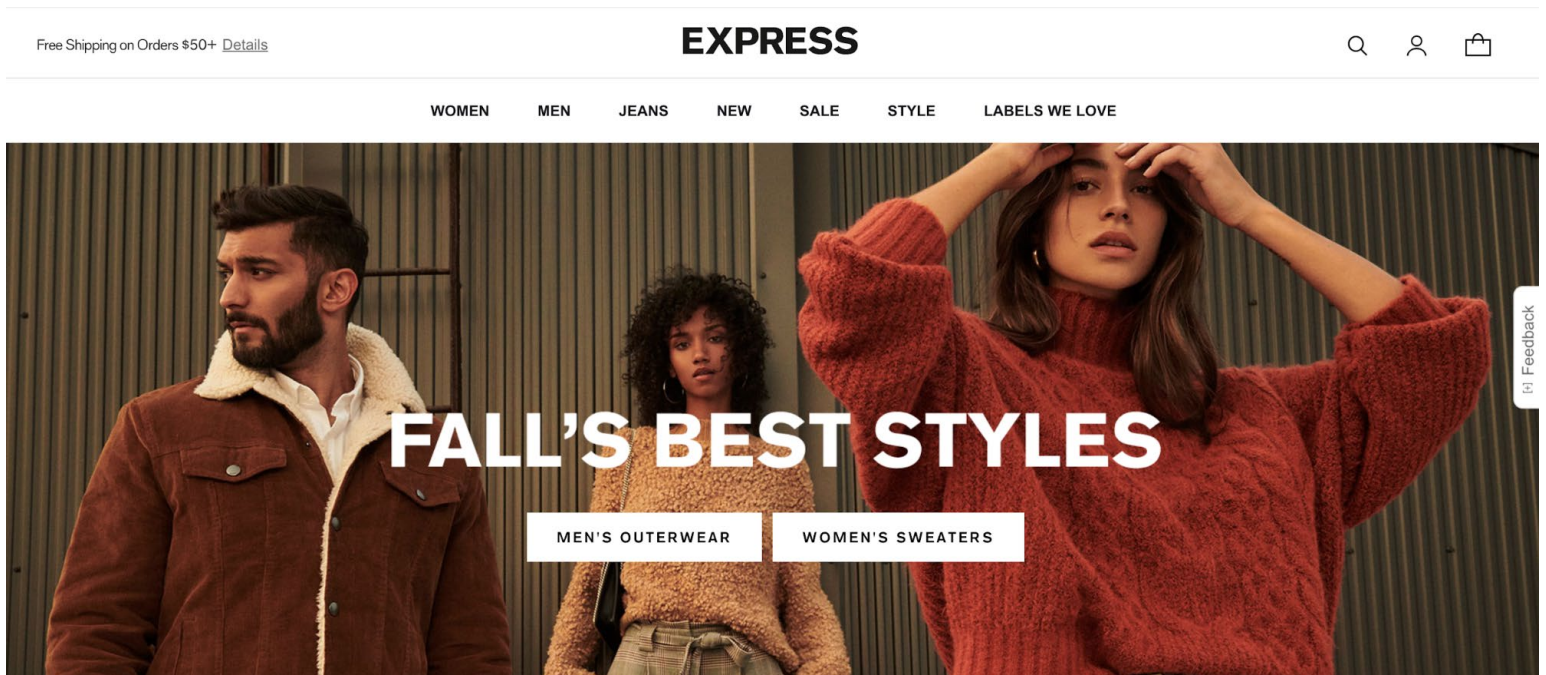 Free Shipping on Orders $50+ Details
EXPRESS
WOMEN MEN JEANS NEW SALE STYLE LABELS WE LOVE
FALL’S BEST STYLES
MEN'S OUTERWEAR WOMEN'S SWEATERS
[+] Feedback